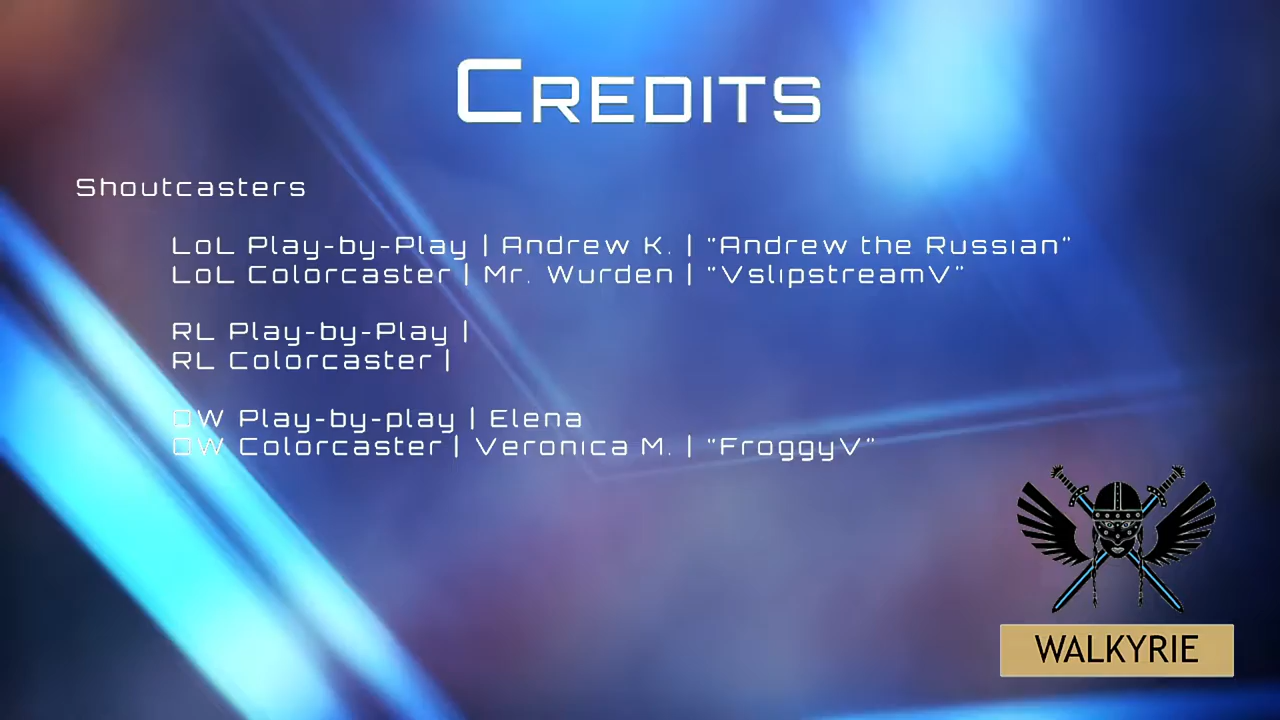 Credits
Shoutcasters
LoL Play-by-Play | Andrew K. | "Andrew the Russian"
LoL Colorcaster | Mr. Wurden | "VslipstreamV"
RL Play-by-Play |
RL Colorcaster |
OW Play-by-play | Elena
OW Colorcaster | Veronica M. | "FroggyV"
WALKYRIE